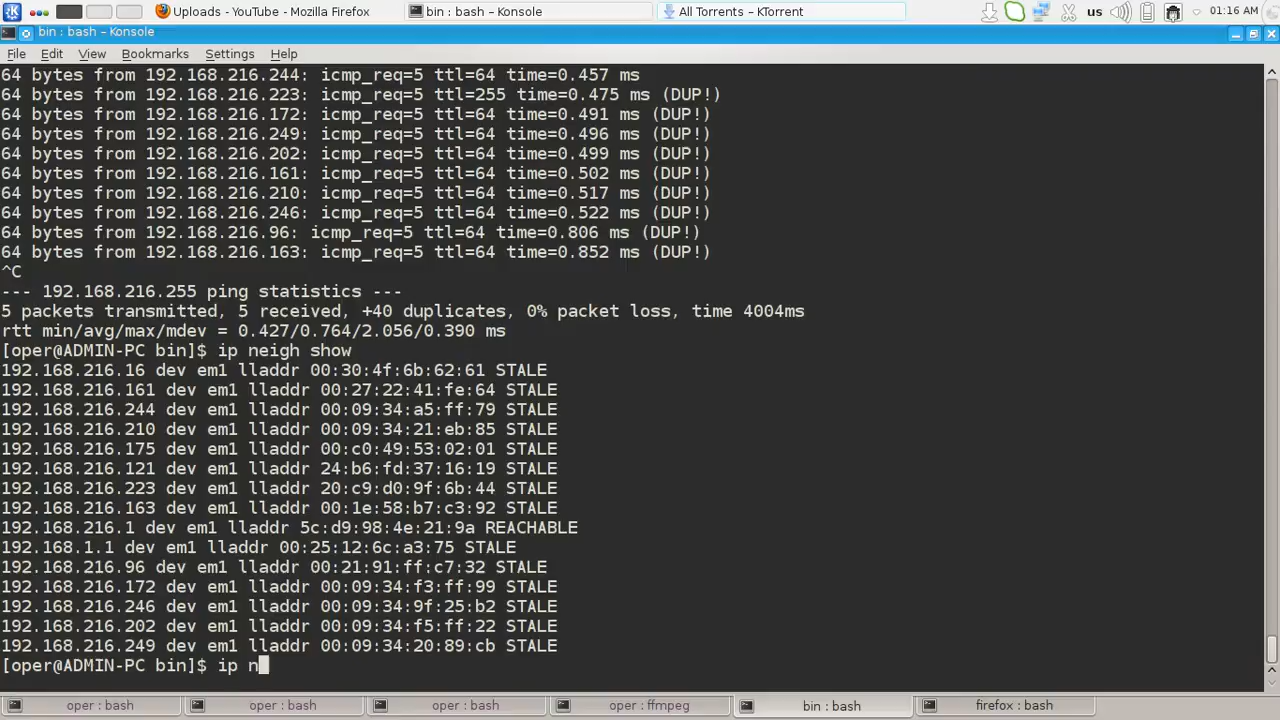 Uploads - YouTube - Mozilla Firefox
bin : bash – Konsole
All Torrents – KTorrent
us
01:16 AM
bin : bash – Konsole
File Edit View Bookmarks Settings Help
64 bytes from 192.168.216.244: icmp_req=5 ttl=64 time=0.457 ms
64 bytes from 192.168.216.223: icmp_req=5 ttl=255 time=0.475 ms (DUP!)
64 bytes from 192.168.216.172: icmp_req=5 ttl=64 time=0.491 ms (DUP!)
64 bytes from 192.168.216.249: icmp_req=5 ttl=64 time=0.496 ms (DUP!)
64 bytes from 192.168.216.202: icmp_req=5 ttl=64 time=0.499 ms (DUP!)
64 bytes from 192.168.216.161: icmp_req=5 ttl=64 time=0.502 ms (DUP!)
64 bytes from 192.168.216.210: icmp_req=5 ttl=64 time=0.517 ms (DUP!)
64 bytes from 192.168.216.246: icmp_req=5 ttl=64 time=0.522 ms (DUP!)
64 bytes from 192.168.216.96: icmp_req=5 ttl=64 time=0.806 ms (DUP!)
64 bytes from 192.168.216.163: icmp_req=5 ttl=64 time=0.852 ms (DUP!)
^C
--- 192.168.216.255 ping statistics ---
5 packets transmitted, 5 received, +40 duplicates, 0% packet loss, time 4004ms
rtt min/avg/max/mdev = 0.427/0.764/2.056/0.390 ms
[oper@ADMIN-PC bin]$ ip neigh show
192.168.216.16 dev em1 lladdr 00:30:4f:6b:62:61 STALE
192.168.216.161 dev em1 lladdr 00:27:22:41:fe:64 STALE
192.168.216.244 dev em1 lladdr 00:09:34:a5:ff:79 STALE
192.168.216.210 dev em1 lladdr 00:09:34:21:eb:85 STALE
192.168.216.175 dev em1 lladdr 00:c0:49:53:02:01 STALE
192.168.216.121 dev em1 lladdr 24:b6:fd:37:16:19 STALE
192.168.216.223 dev em1 lladdr 20:c9:d0:9f:6b:44 STALE
192.168.216.163 dev em1 lladdr 00:1e:58:b7:c3:92 STALE
192.168.216.1 dev em1 lladdr 5c:d9:98:4e:21:9a REACHABLE
192.168.1.1 dev em1 lladdr 00:25:12:6c:a3:75 STALE
192.168.216.96 dev em1 lladdr 00:21:91:ff:c7:32 STALE
192.168.216.172 dev em1 lladdr 00:09:34:f3:ff:99 STALE
192.168.216.246 dev em1 lladdr 00:09:34:9f:25:b2 STALE
192.168.216.202 dev em1 lladdr 00:09:34:f5:ff:22 STALE
192.168.216.249 dev em1 lladdr 00:09:34:20:89:cb STALE
[oper@ADMIN-PC bin]$ ip n
oper : bash
oper : bash
oper : bash
oper : ffmpeg
bin : bash
firefox : bash